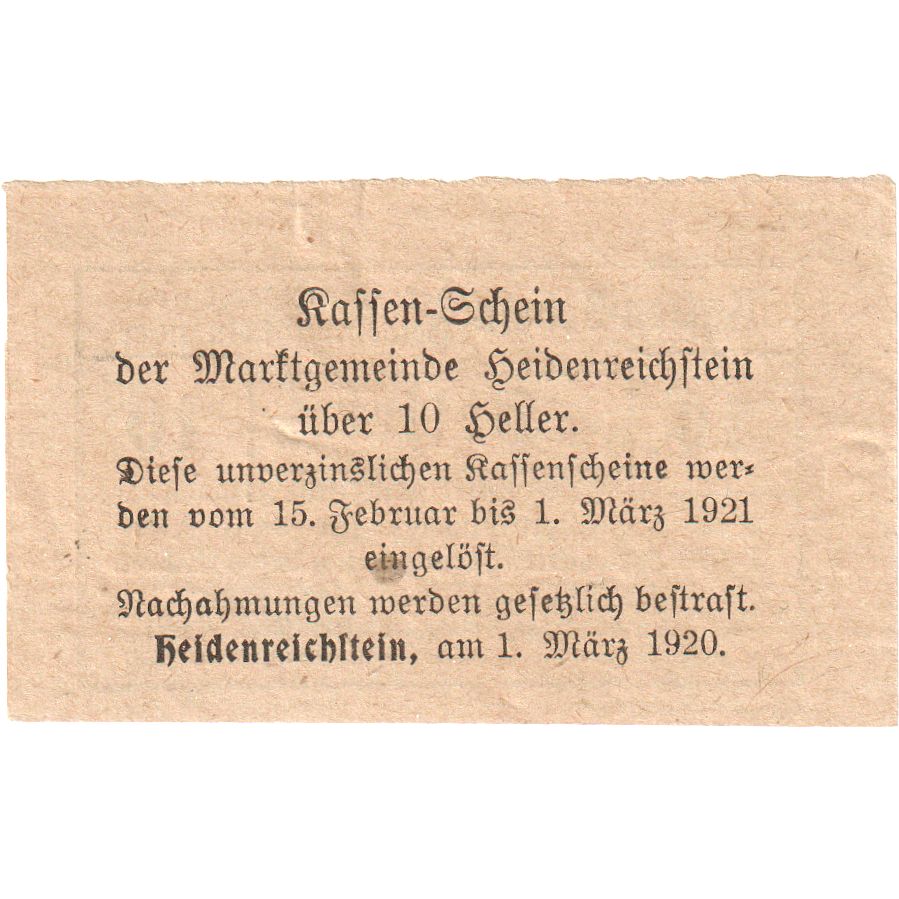 Kassen-Schein
der Marktgemeinde Heidenreichstein
über 10 Heller.
Diese unverzinslichen Kassenscheine wer-
den vom 15. Februar bis 1. März 1921
eingelöst.
Nachahmungen werden gesetzlich bestraft.
Heidenreichstein, am 1. März 1920.